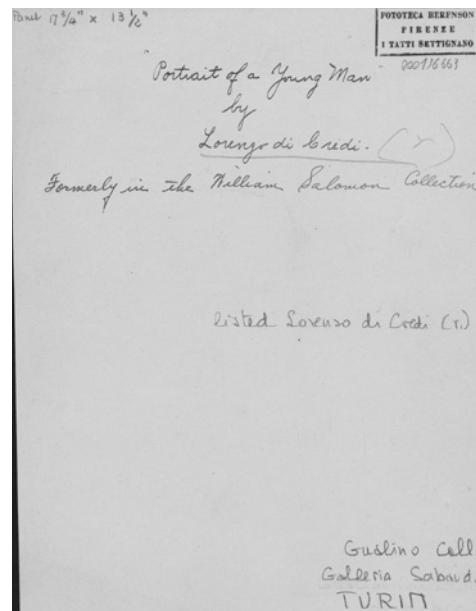 Panel 17 3/4" x 13 1/2"
FOTOTECA BERENSON
FIRENZE
I TATTI SETTIGNANO
Portrait of a Young Man
by
Lorenzo di Credi. (r)
Formerly in the William Salomon Collection
listed Lorenzo di Credi (r.)
Gualino Coll
Galleria Sabaud.
TURIN